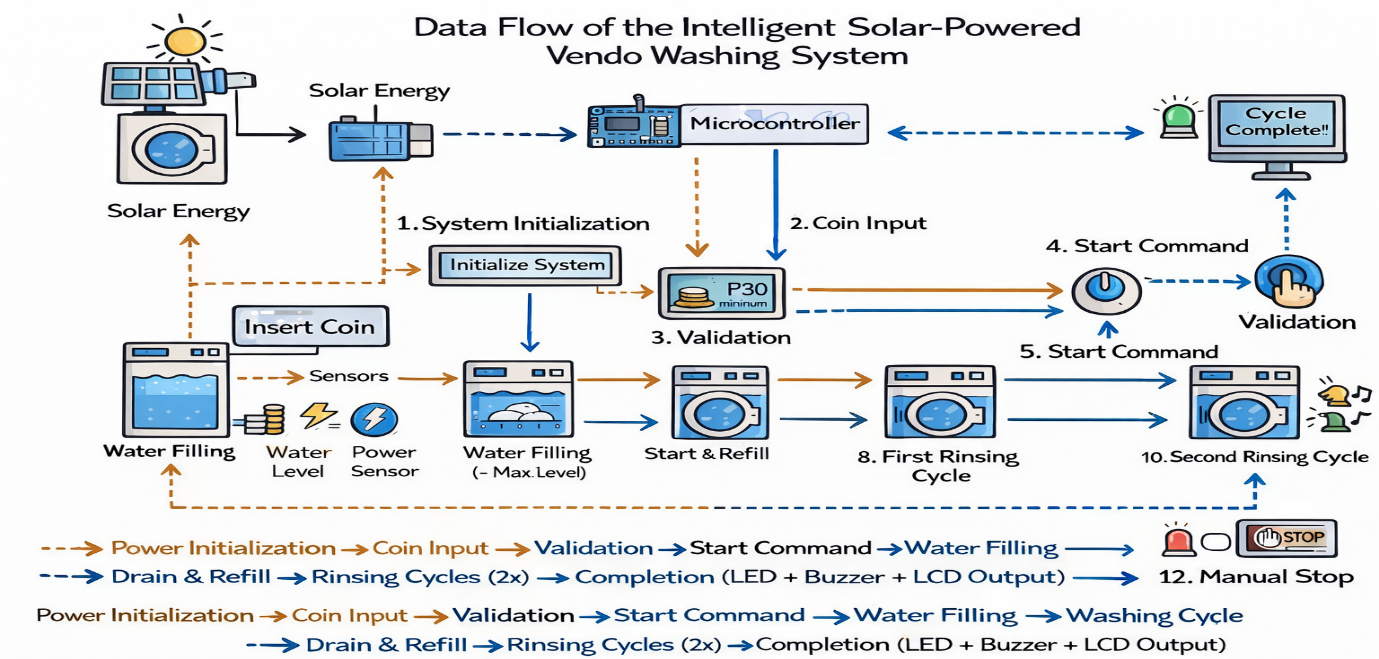 Data Flow of the Intelligent Solar-Powered
Vendo Washing System
Solar Energy
Microcontroller
Cycle
Complete!!
Solar Energy
1. System Initialization
2. Coin Input
Initialize System
P30
mininum
4. Start Command
Insert Coin
3. Validation
Validation
5. Start Command
Sensors
Water Filling
Water
Level
Power
Sensor
Water Filling
(- Max. Level)
Start & Refill
8. First Rinsing
Cycle
10. Second Rinsing Cycle
Power Initialization → Coin Input → Validation → Start Command → Water Filling
STOP
Drain & Refill → Rinsing Cycles (2x) → Completion (LED + Buzzer + LCD Output)
12. Manual Stop
Power Initialization → Coin Input → Validation → Start Command → Water Filling → Washing Cycle
Drain & Refill → Rinsing Cycles (2x) → Completion (LED + Buzzer + LCD Output)